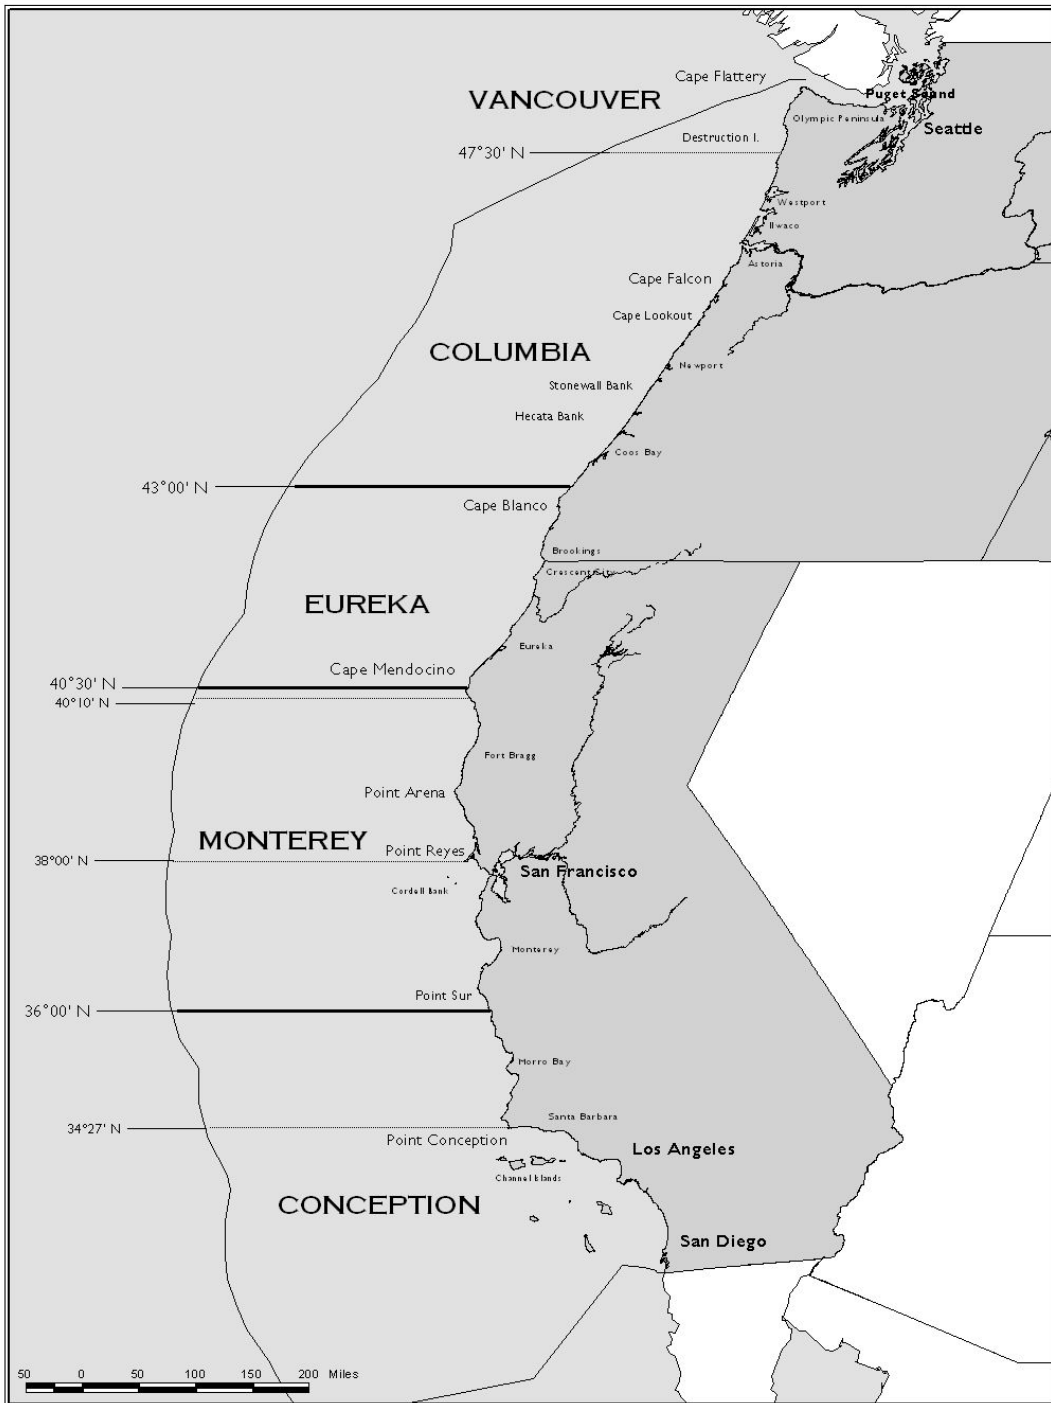 Cape Flattery
VANCOUVER
Puget Sound
Olympic Peninsula
Seattle
Destruction I.
47°30' N
Westport
Ilwaco
Astoria
Cape Falcon
Cape Lookout
COLUMBIA
Newport
Stonewall Bank
Hecata Bank
Coos Bay
43°00' N
Cape Blanco
Brookings
Crescent City
EUREKA
Eureka
Cape Mendocino
40°30' N
40°10' N
Fort Bragg
Point Arena
MONTEREY
Point Reyes
38°00' N
San Francisco
Cordell Bank
Monterey
Point Sur
36°00' N
Morro Bay
Santa Barbara
34°27' N
Point Conception
Los Angeles
Channel Islands
CONCEPTION
San Diego
50 0 50 100 150 200 Miles